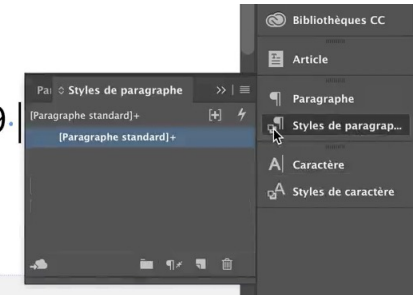 Bibliothèques CC
Article
Paragraphe
Styles de paragrap...
Caractère
Styles de caractère
9
Pa Styles de paragraphe
[Paragraphe standard]+
[Paragraphe standard]+